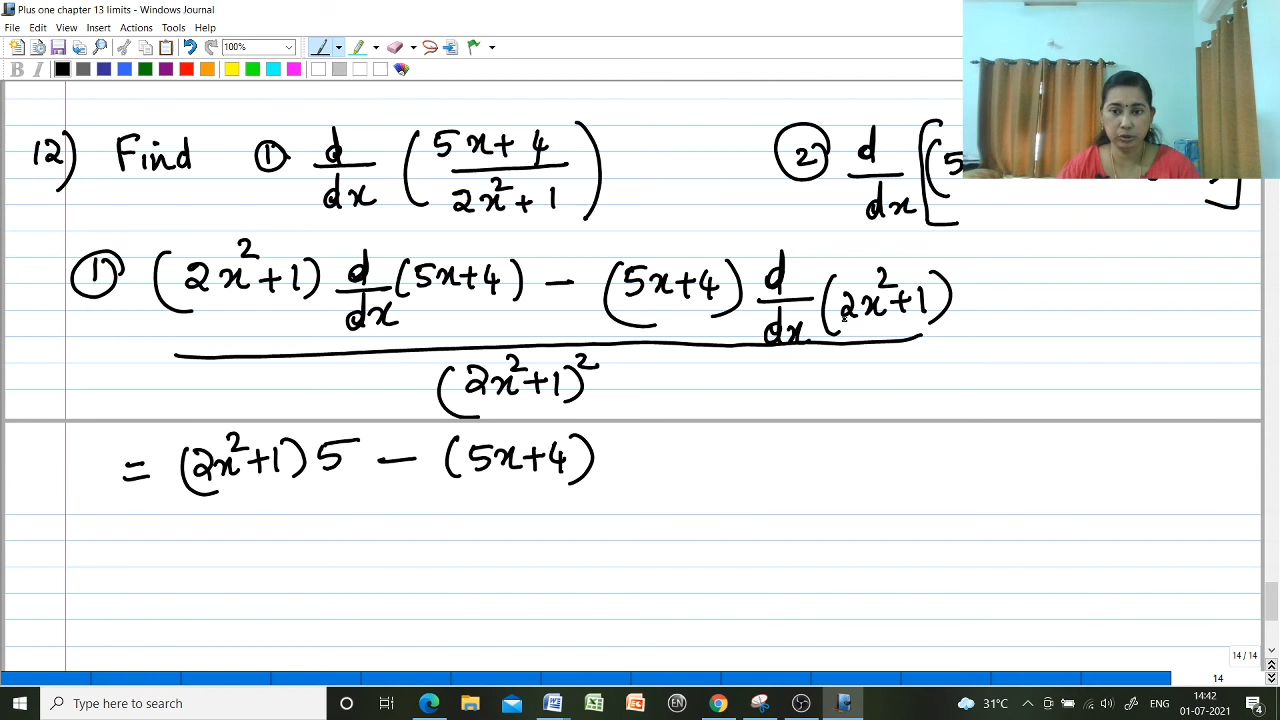 Plus one chapter 13 limits - Windows Journal
File Edit View Insert Actions Tools Help
100%
B I
12) Find ① d/dx ( (5x+4)/(2x²+1) ) ② d/dx [(5
① (2x²+1) d/dx (5x+4) - (5x+4) d/dx (2x²+1)
(2x²+1)²
= (2x²+1) 5 - (5x+4)
14 / 14
14
Type here to search
31°C
EN
14:42
01-07-2021
4